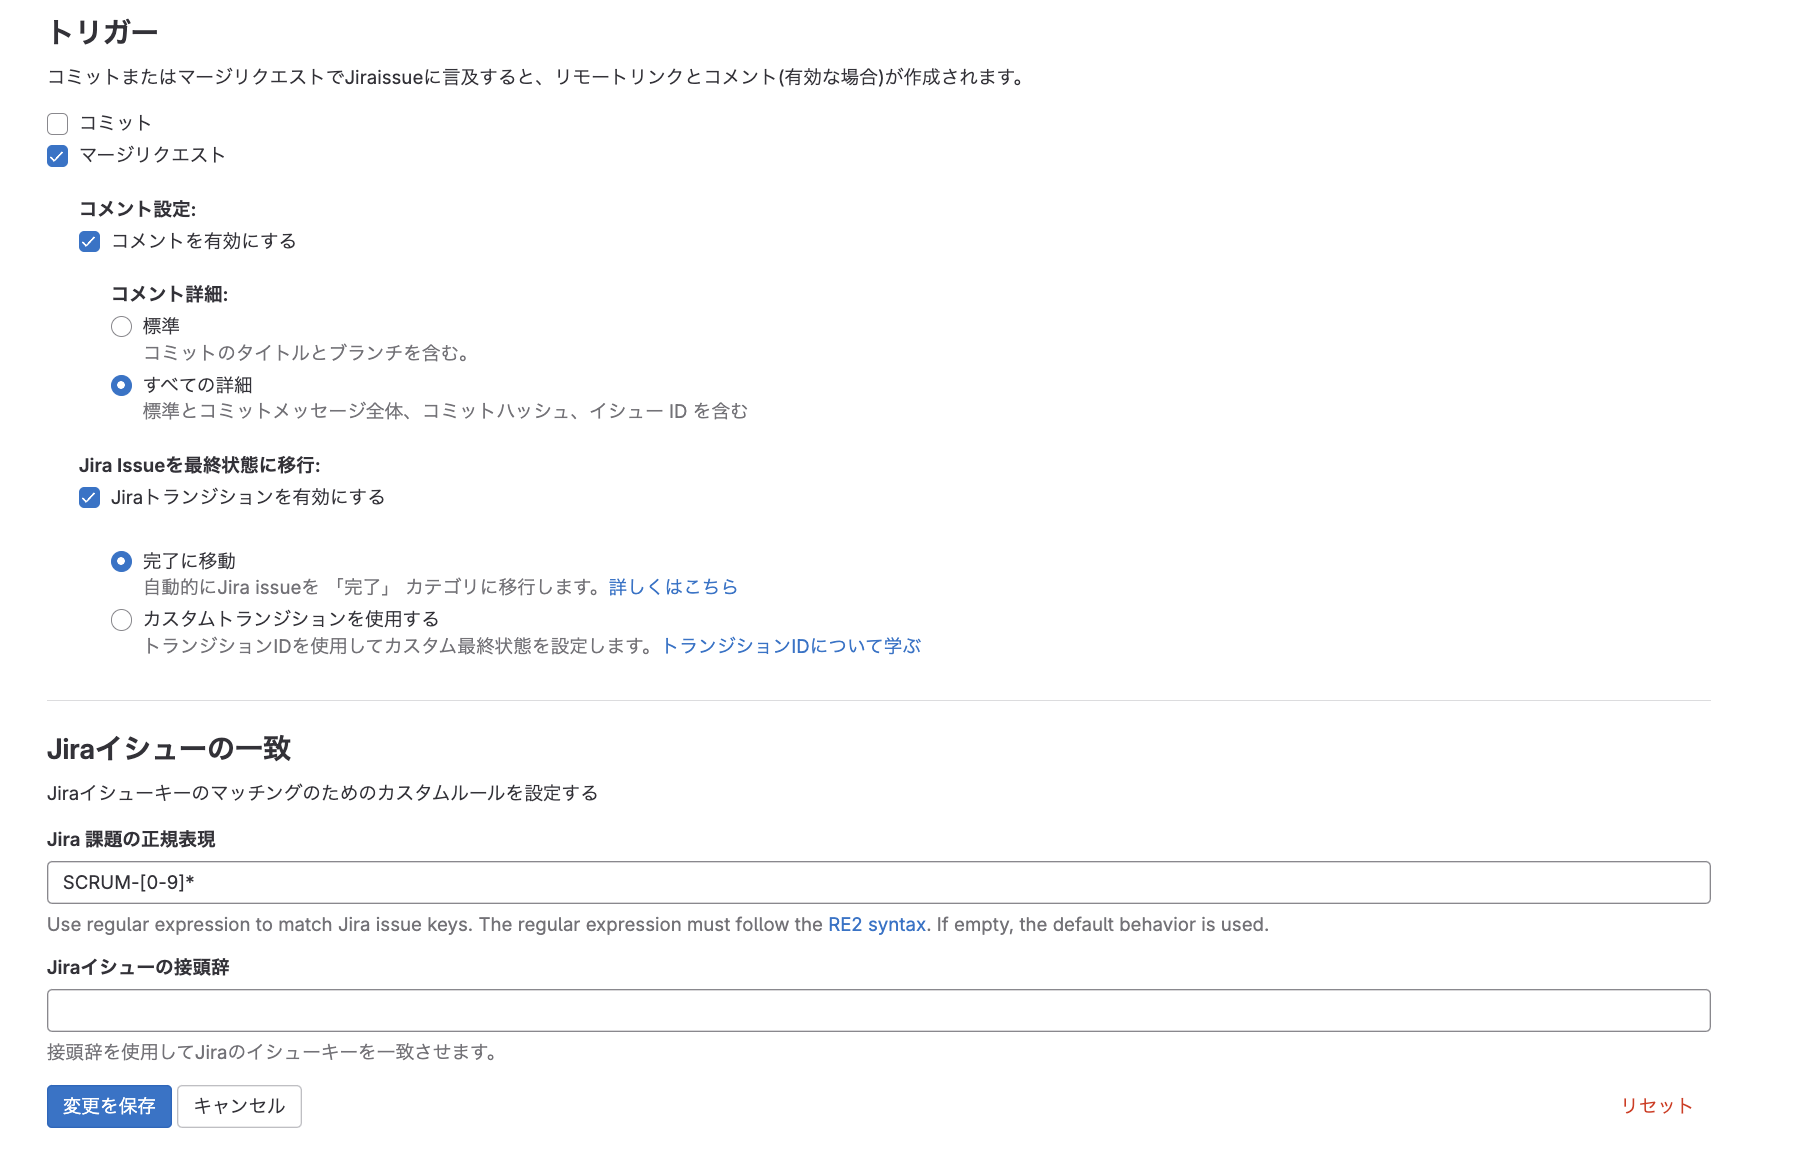 トリガー
コミットまたはマージリクエストでJiraissueに言及すると、リモートリンクとコメント(有効な場合)が作成されます。
コミット
マージリクエスト
コメント設定:
コメントを有効にする
コメント詳細:
標準
コミットのタイトルとブランチを含む。
すべての詳細
標準とコミットメッセージ全体、コミットハッシュ、イシュー ID を含む
Jira Issueを最終状態に移行:
Jiraトランジションを有効にする
完了に移動
自動的にJira issueを 「完了」 カテゴリに移行します。詳しくはこちら
カスタムトランジションを使用する
トランジションIDを使用してカスタム最終状態を設定します。トランジションIDについて学ぶ
Jiraイシューの一致
Jiraイシューキーのマッチングのためのカスタムルールを設定する
Jira 課題の正規表現
SCRUM-[0-9]*
Use regular expression to match Jira issue keys. The regular expression must follow the RE2 syntax. If empty, the default behavior is used.
Jiraイシューの接頭辞
接頭辞を使用してJiraのイシューキーを一致させます。
変更を保存 キャンセル リセット